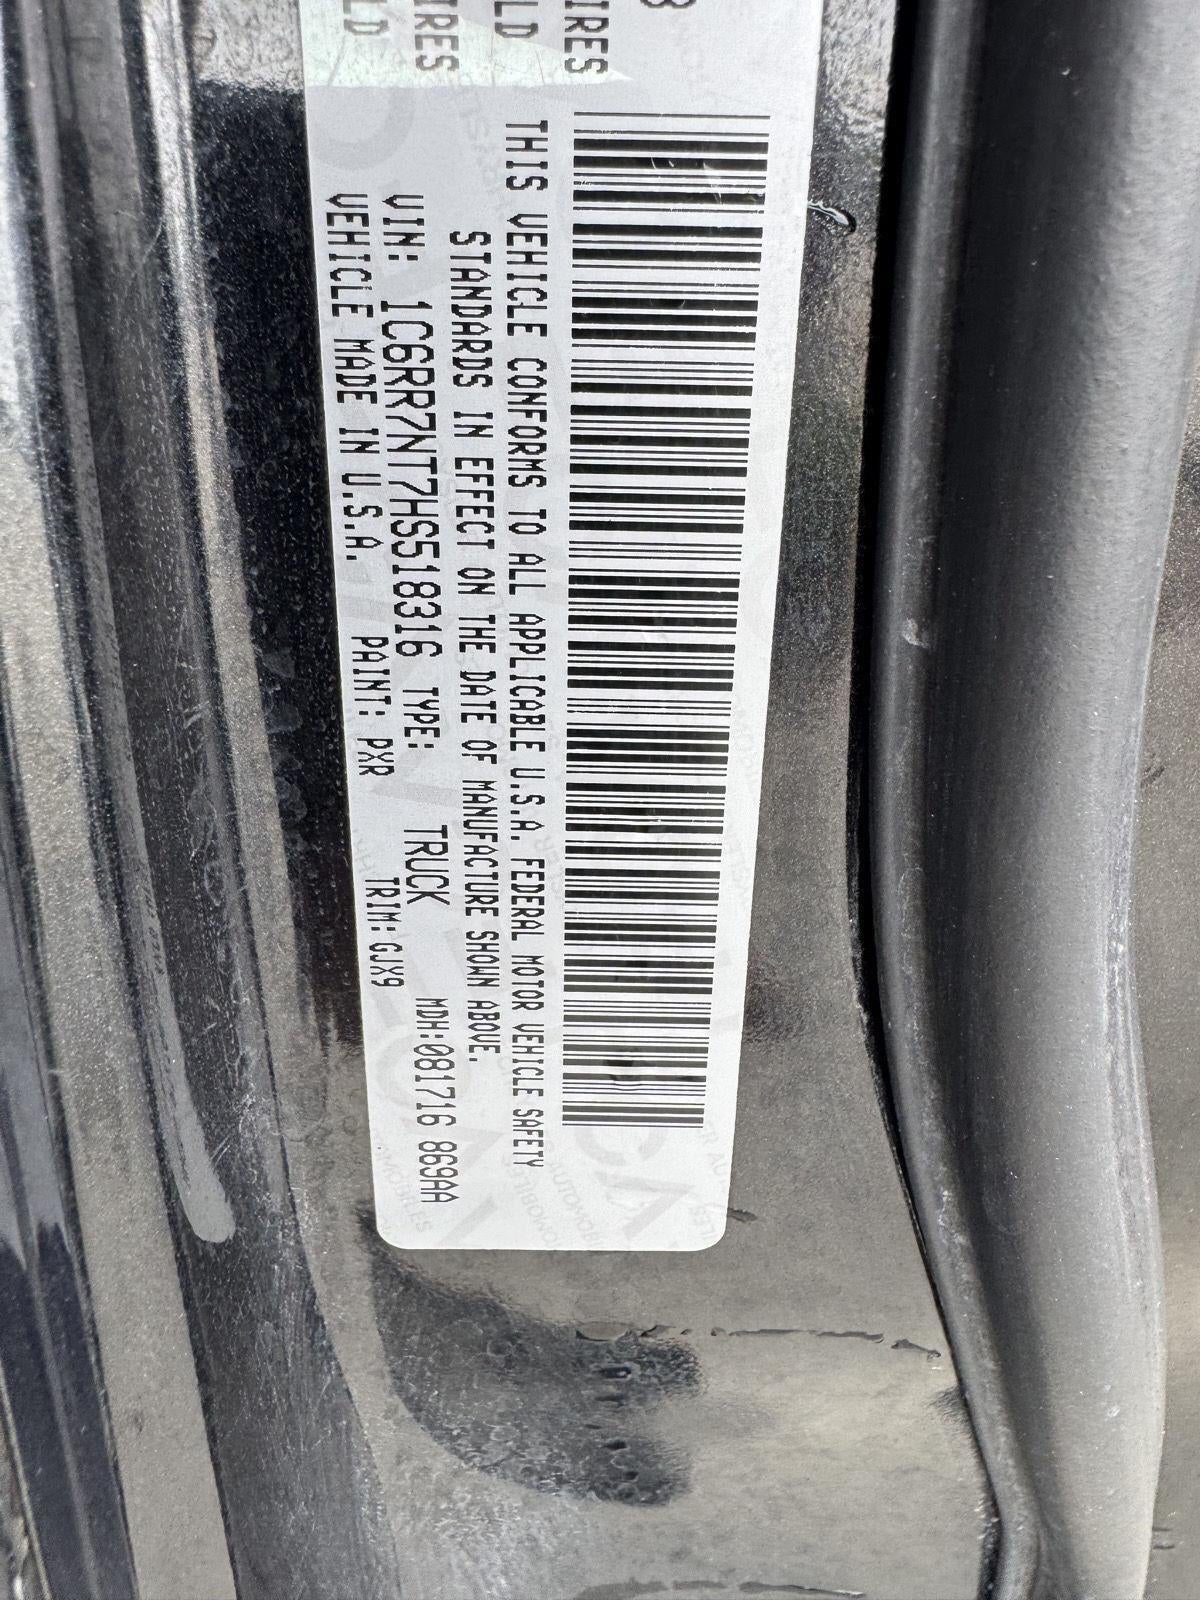 8
IRES
LD
IRES
LD
THIS VEHICLE CONFORMS TO ALL APPLICABLE U.S.A. FEDERAL MOTOR VEHICLE SAFETY
STANDARDS IN EFFECT ON THE DATE OF MANUFACTURE SHOWN ABOVE.
VIN: 1C6RR7NT7HS518316 TYPE: TRUCK MDH:081716 869AA
VEHICLE MADE IN U.S.A. PAINT: PXR TRIM:GJX9